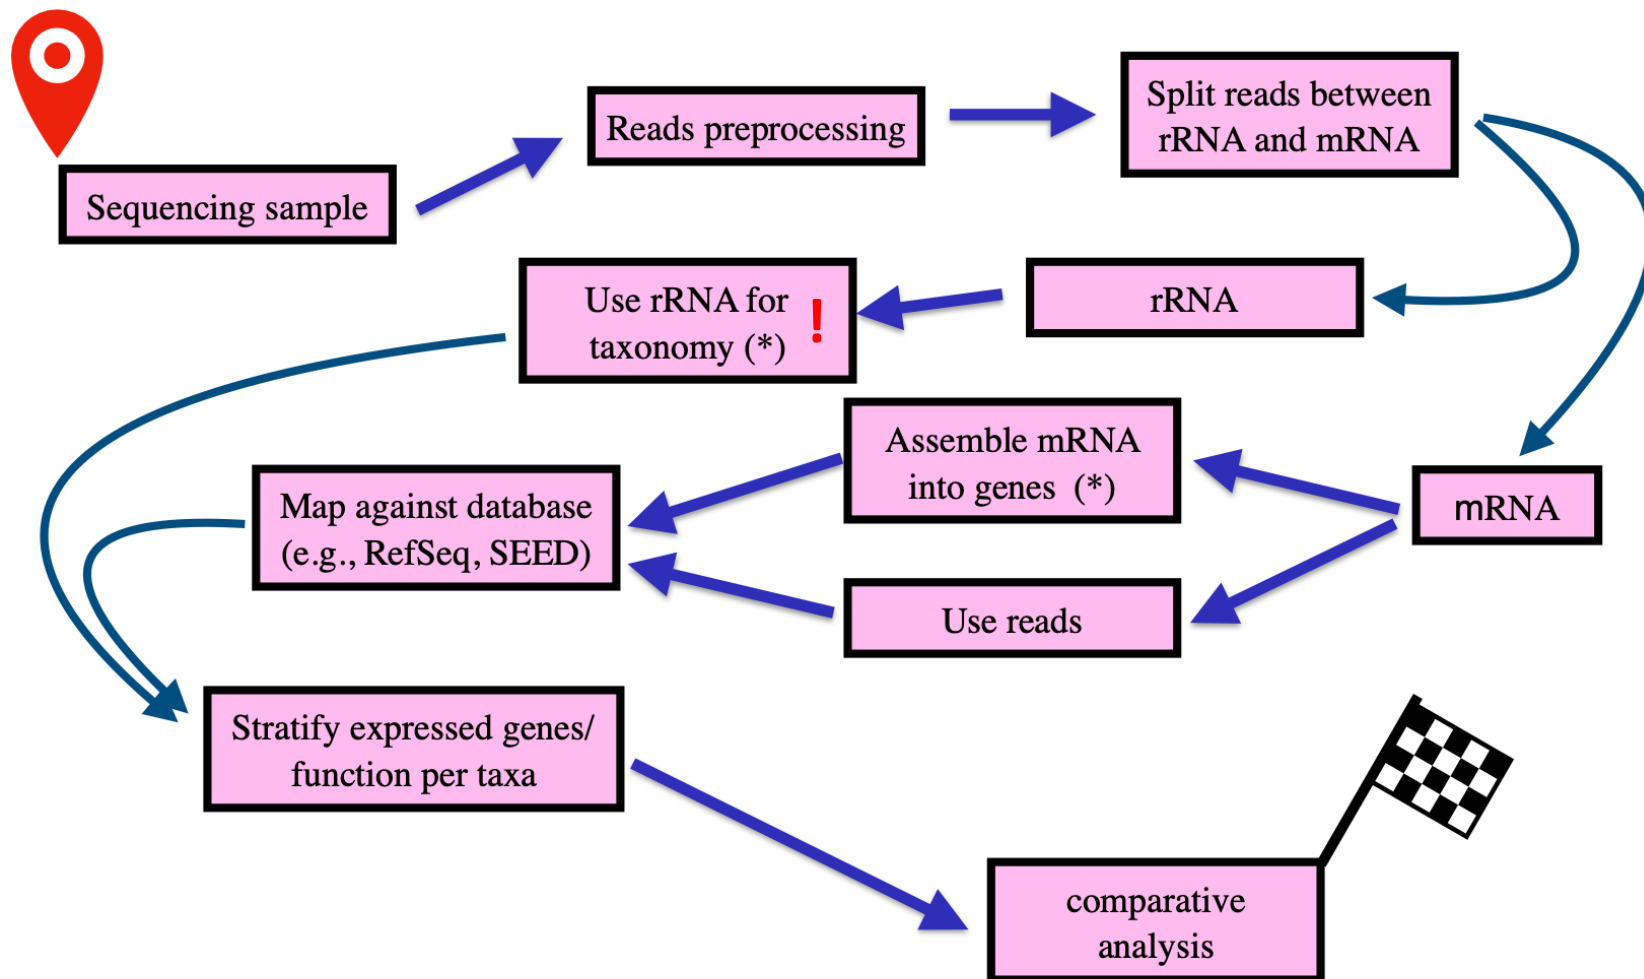 Sequencing sample
Reads preprocessing
Split reads between
rRNA and mRNA
rRNA
Use rRNA for
taxonomy (*) !
mRNA
Assemble mRNA
into genes (*)
Use reads
Map against database
(e.g., RefSeq, SEED)
Stratify expressed genes/
function per taxa
comparative
analysis